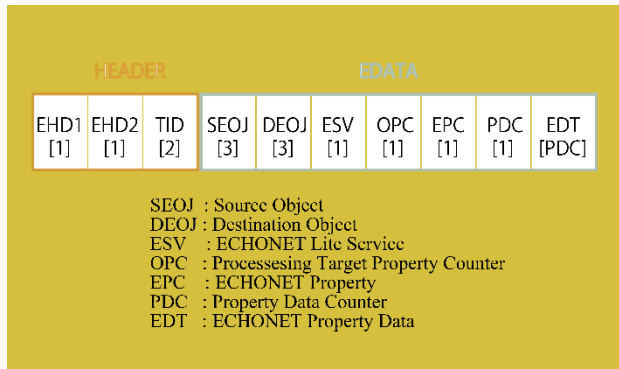 HEADER EDATA
EHD1 EHD2 TID SEOJ DEOJ ESV OPC EPC PDC EDT
[1] [1] [2] [3] [3] [1] [1] [1] [1] [PDC]
SEOJ : Source Object
DEOJ : Destination Object
ESV : ECHONET Lite Service
OPC : Processesing Target Property Counter
EPC : ECHONET Property
PDC : Property Data Counter
EDT : ECHONET Property Data